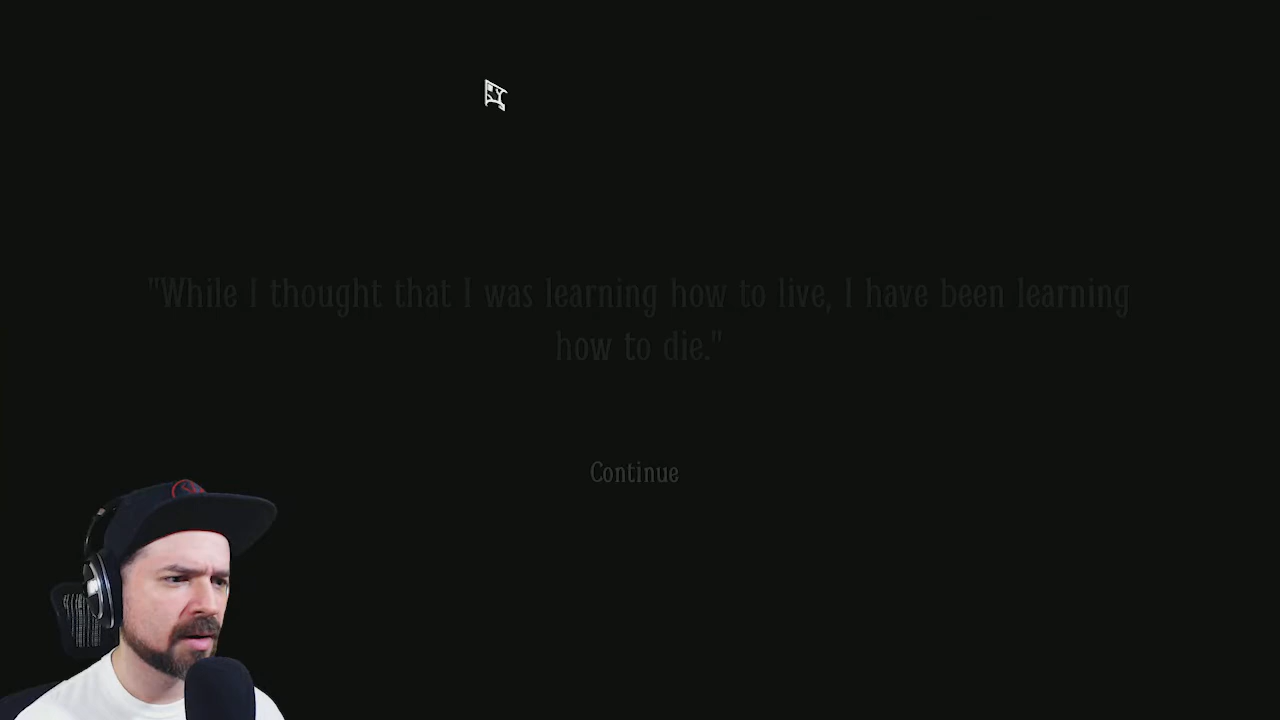 "While I thought that I was learning how to live, I have been learning
how to die."
Continue